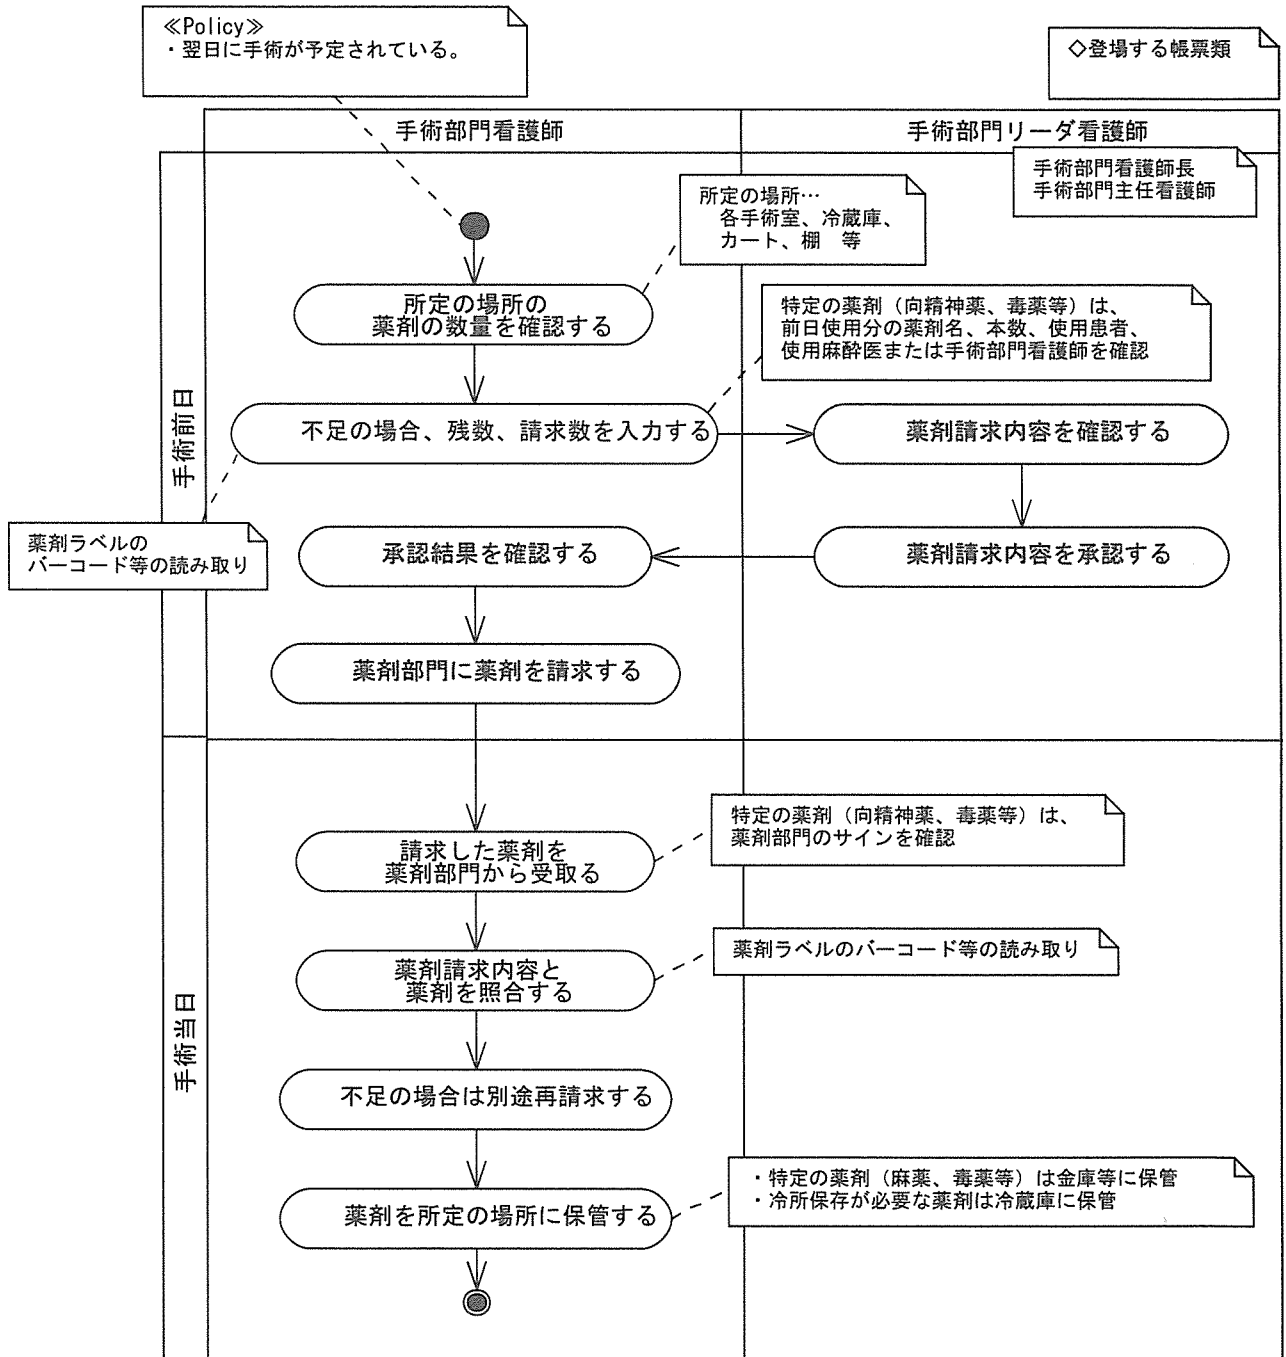 ≪Policy≫
・翌日に手術が予定されている。
◇登場する帳票類
手術部門看護師
手術部門リーダ看護師
手術部門看護師長
手術部門主任看護師
所定の場所…
各手術室、冷蔵庫、
カート、棚　等
手術前日
所定の場所の
薬剤の数量を確認する
特定の薬剤（向精神薬、毒薬等）は、
前日使用分の薬剤名、本数、使用患者、
使用麻酔医または手術部門看護師を確認
不足の場合、残数、請求数を入力する
薬剤請求内容を確認する
薬剤ラベルの
バーコード等の読み取り
承認結果を確認する
薬剤請求内容を承認する
薬剤部門に薬剤を請求する
手術当日
請求した薬剤を
薬剤部門から受取る
特定の薬剤（向精神薬、毒薬等）は、
薬剤部門のサインを確認
薬剤請求内容と
薬剤を照合する
薬剤ラベルのバーコード等の読み取り
不足の場合は別途再請求する
薬剤を所定の場所に保管する
・特定の薬剤（麻薬、毒薬等）は金庫等に保管
・冷所保存が必要な薬剤は冷蔵庫に保管